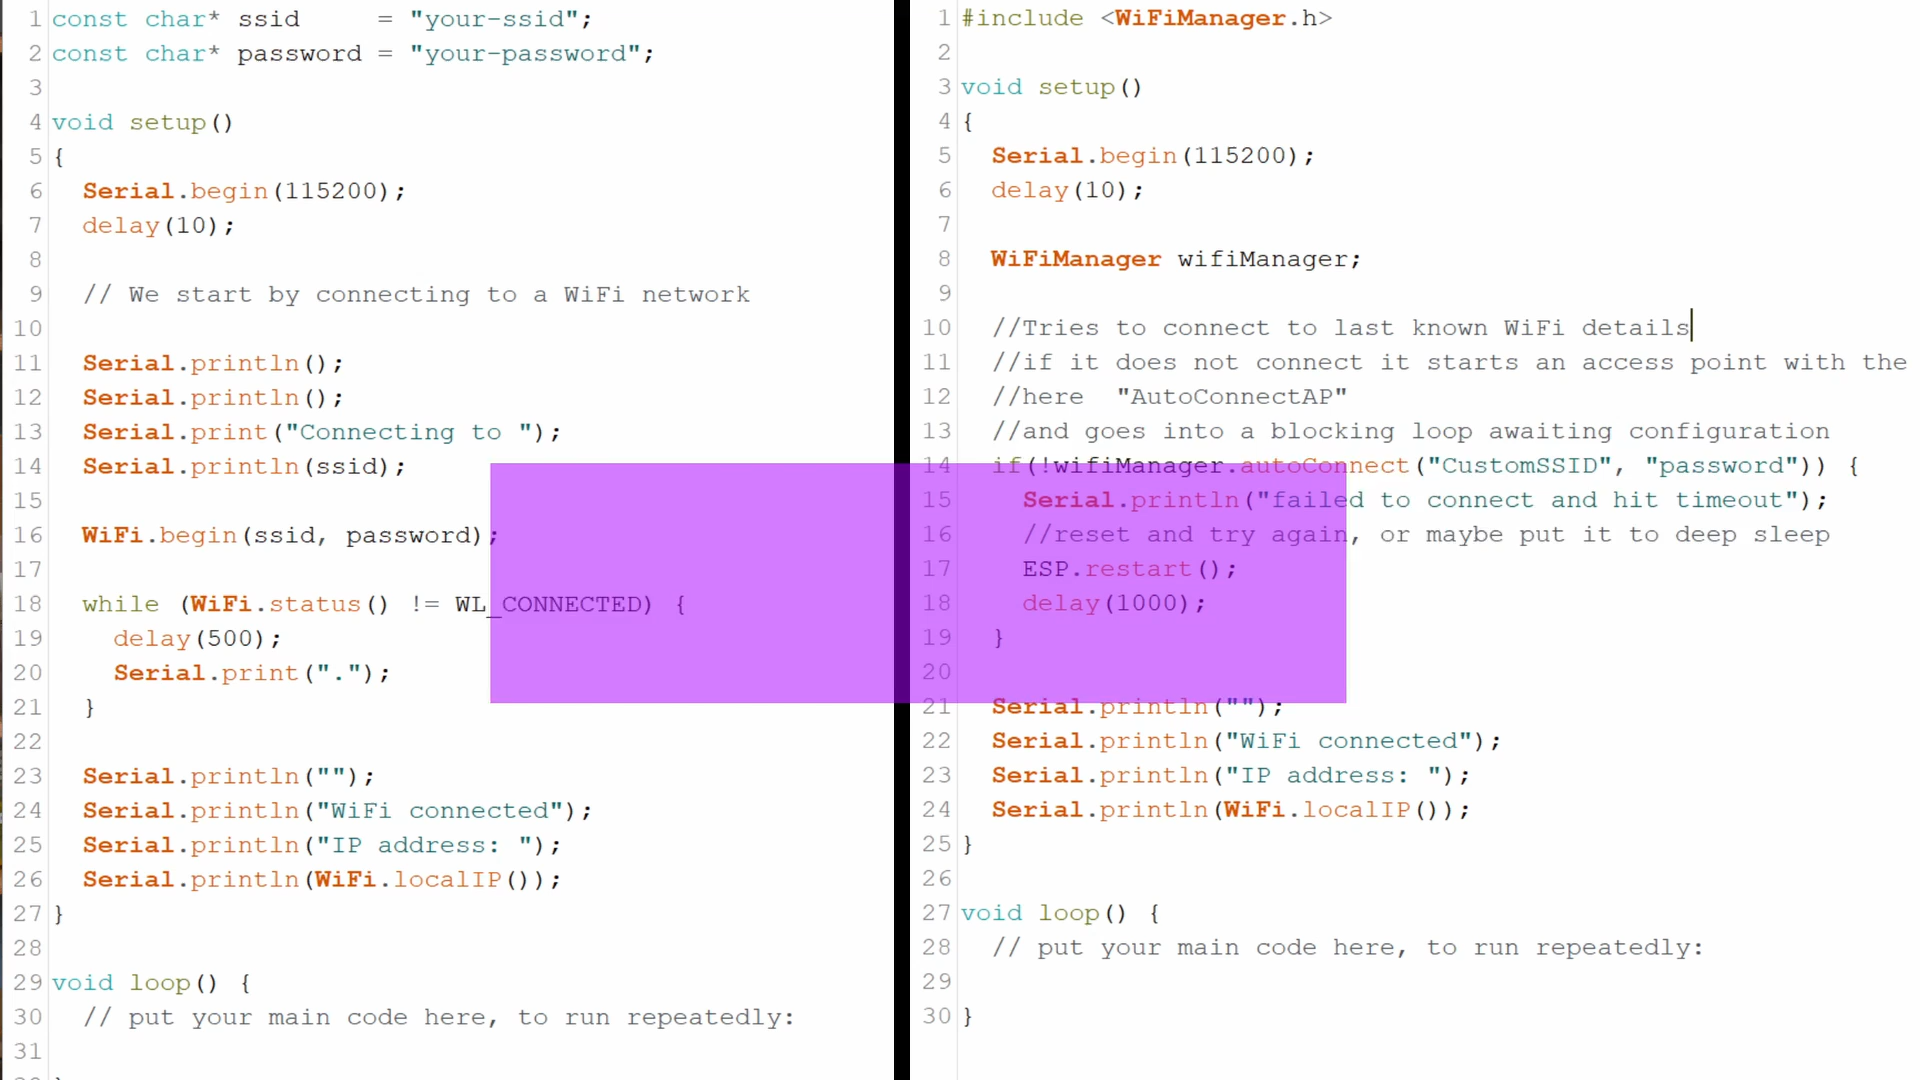 1 const char* ssid     = "your-ssid";
2 const char* password = "your-password";
3
4 void setup()
5 {
6   Serial.begin(115200);
7   delay(10);
8
9   // We start by connecting to a WiFi network
10
11   Serial.println();
12   Serial.println();
13   Serial.print("Connecting to ");
14   Serial.println(ssid);
15
16   WiFi.begin(ssid, password);
17
18   while (WiFi.status() != WL_CONNECTED) {
19     delay(500);
20     Serial.print(".");
21   }
22
23   Serial.println("");
24   Serial.println("WiFi connected");
25   Serial.println("IP address: ");
26   Serial.println(WiFi.localIP());
27 }
28
29 void loop() {
30   // put your main code here, to run repeatedly:
31
1 #include <WiFiManager.h>
2
3 void setup()
4 {
5   Serial.begin(115200);
6   delay(10);
7
8   WiFiManager wifiManager;
9
10   //Tries to connect to last known WiFi details
11   //if it does not connect it starts an access point with the
12   //here  "AutoConnectAP"
13   //and goes into a blocking loop awaiting configuration
14   if(!wifiManager.autoConnect("CustomSSID", "password")) {
15     Serial.println("failed to connect and hit timeout");
16     //reset and try again, or maybe put it to deep sleep
17     ESP.restart();
18     delay(1000);
19   }
20
21   Serial.println("");
22   Serial.println("WiFi connected");
23   Serial.println("IP address: ");
24   Serial.println(WiFi.localIP());
25 }
26
27 void loop() {
28   // put your main code here, to run repeatedly:
29
30 }